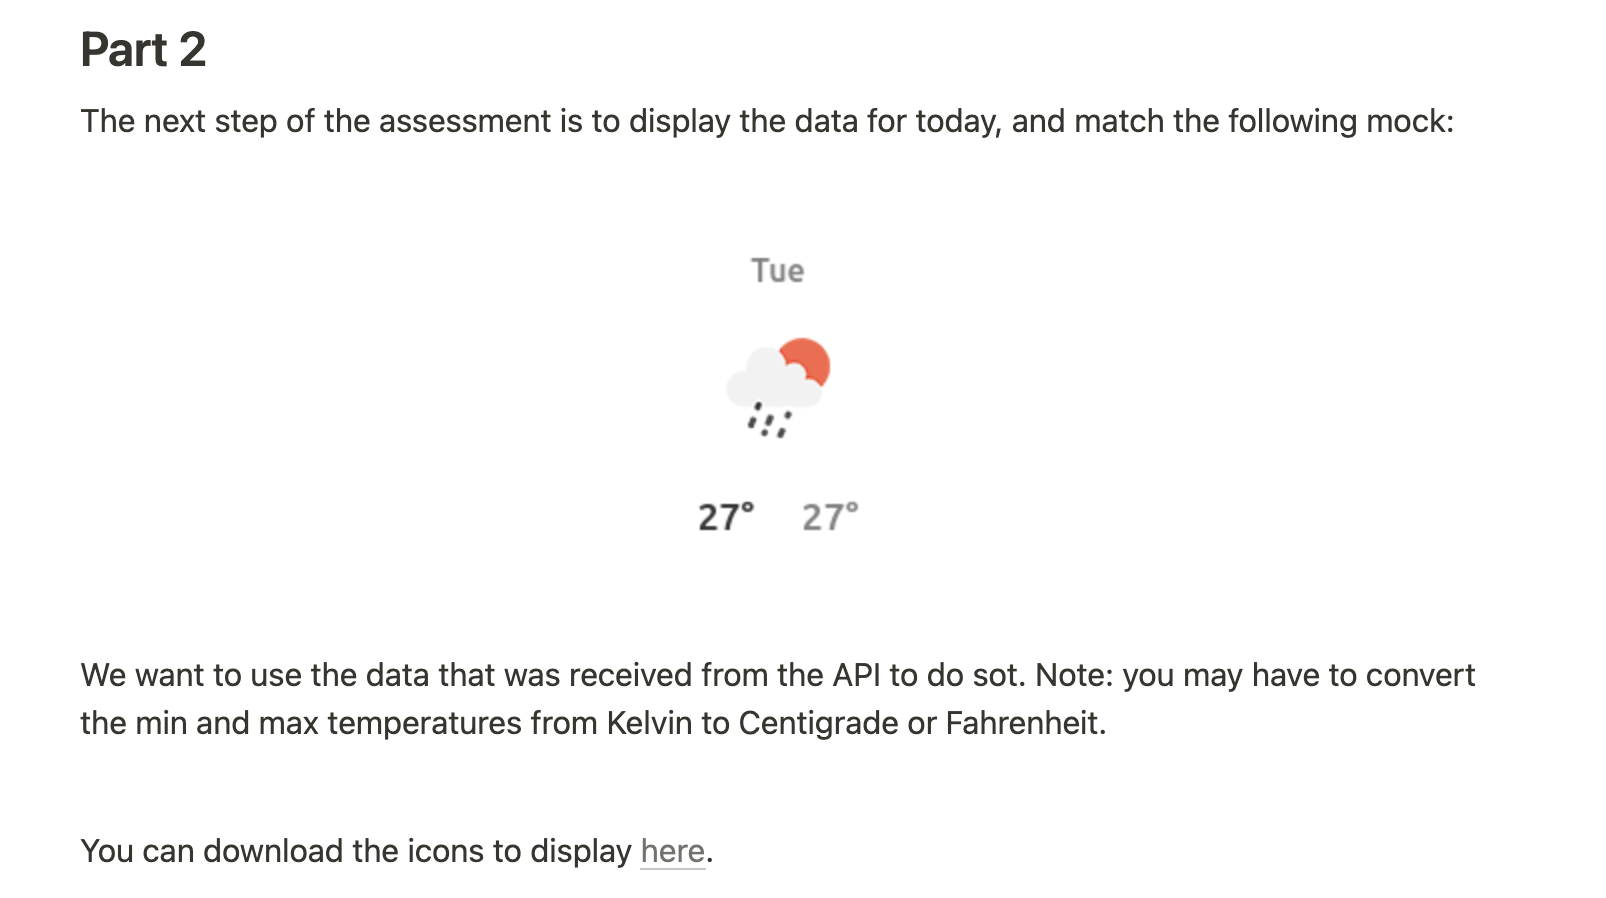 Part 2
The next step of the assessment is to display the data for today, and match the following mock:
Tue
27° 27°
We want to use the data that was received from the API to do sot. Note: you may have to convert
the min and max temperatures from Kelvin to Centigrade or Fahrenheit.
You can download the icons to display here.